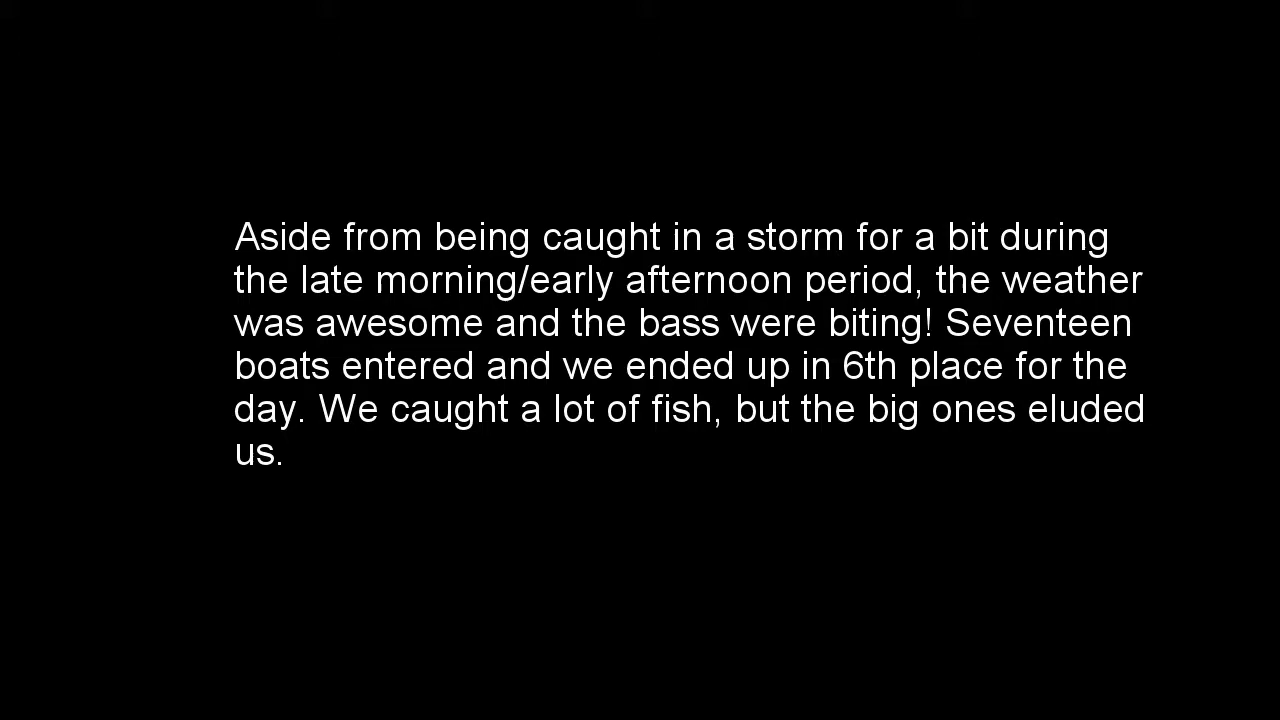 Aside from being caught in a storm for a bit during
the late morning/early afternoon period, the weather
was awesome and the bass were biting! Seventeen
boats entered and we ended up in 6th place for the
day. We caught a lot of fish, but the big ones eluded
us.